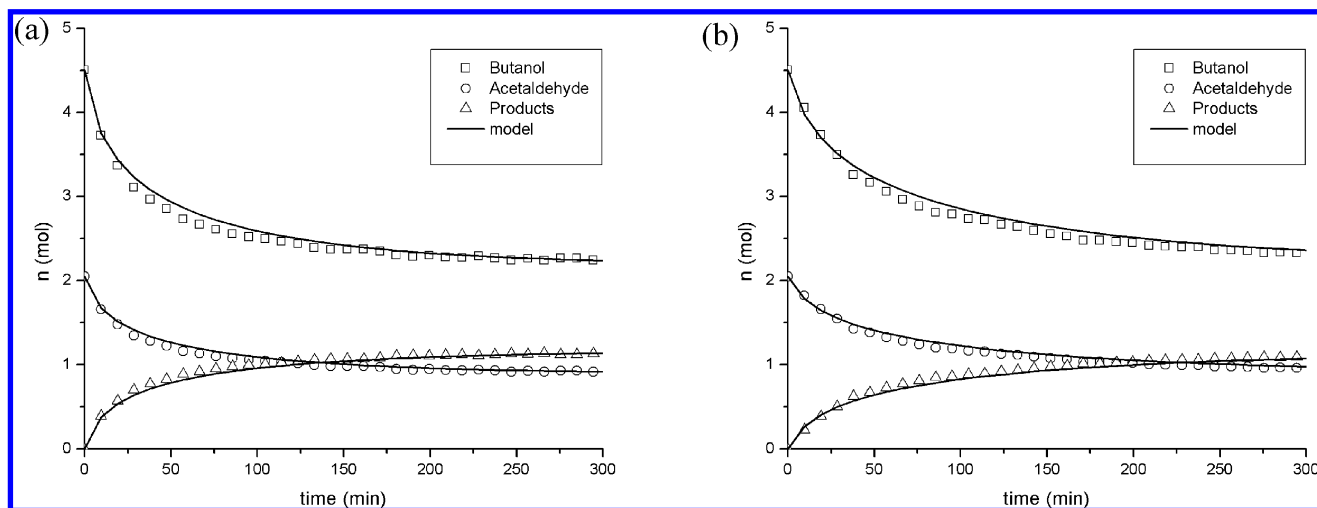 (a)
5
4
3
2
1
0
n (mol)
0 50 100 150 200 250 300
time (min)
Butanol
Acetaldehyde
Products
model
(b)
5
4
3
2
1
0
n (mol)
0 50 100 150 200 250 300
time (min)
Butanol
Acetaldehyde
Products
model